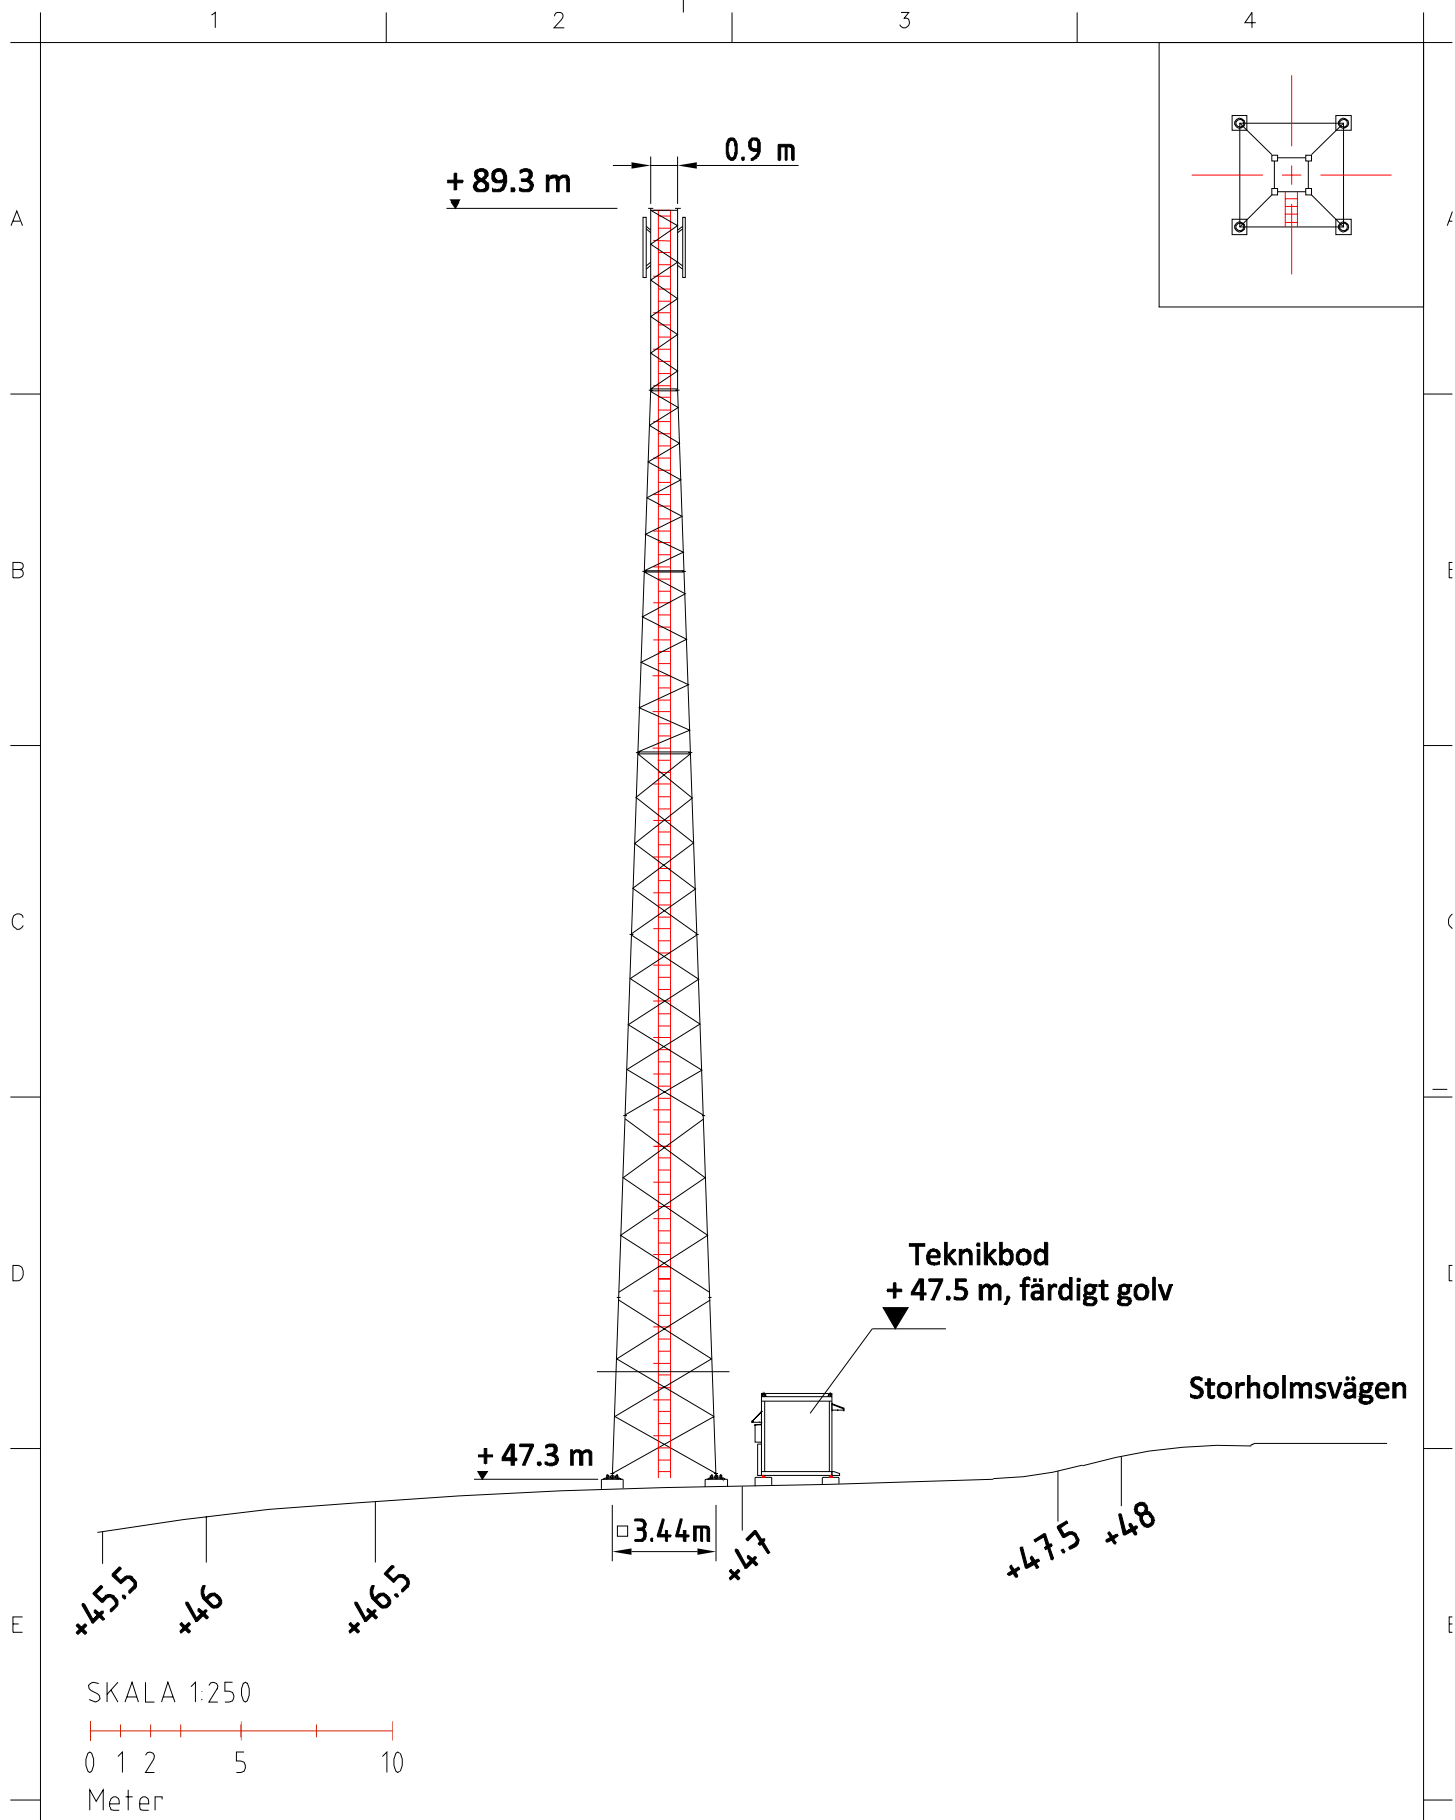 1 2 3 4
A
A
B
C
D
E
0.9 m
+ 89.3 m
Teknikbod
+ 47.5 m, färdigt golv
Storholmsvägen
+ 47.3 m
□ 3.44m
+45.5
+46
+46.5
+47
+47.5
+48
SKALA 1:250
0 1 2 5 10
Meter